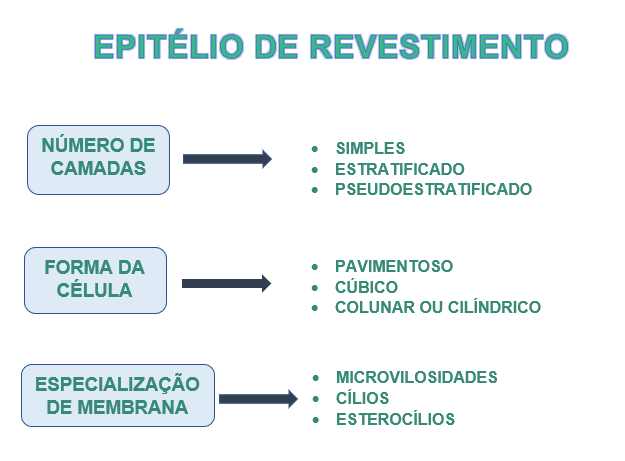 EPITÉLIO DE REVESTIMENTO
NÚMERO DE
CAMADAS
• SIMPLES
• ESTRATIFICADO
• PSEUDOESTRATIFICADO
FORMA DA
CÉLULA
• PAVIMENTOSO
• CÚBICO
• COLUNAR OU CILÍNDRICO
ESPECIALIZAÇÃO
DE MEMBRANA
• MICROVILOSIDADES
• CÍLIOS
• ESTEROCÍLIOS